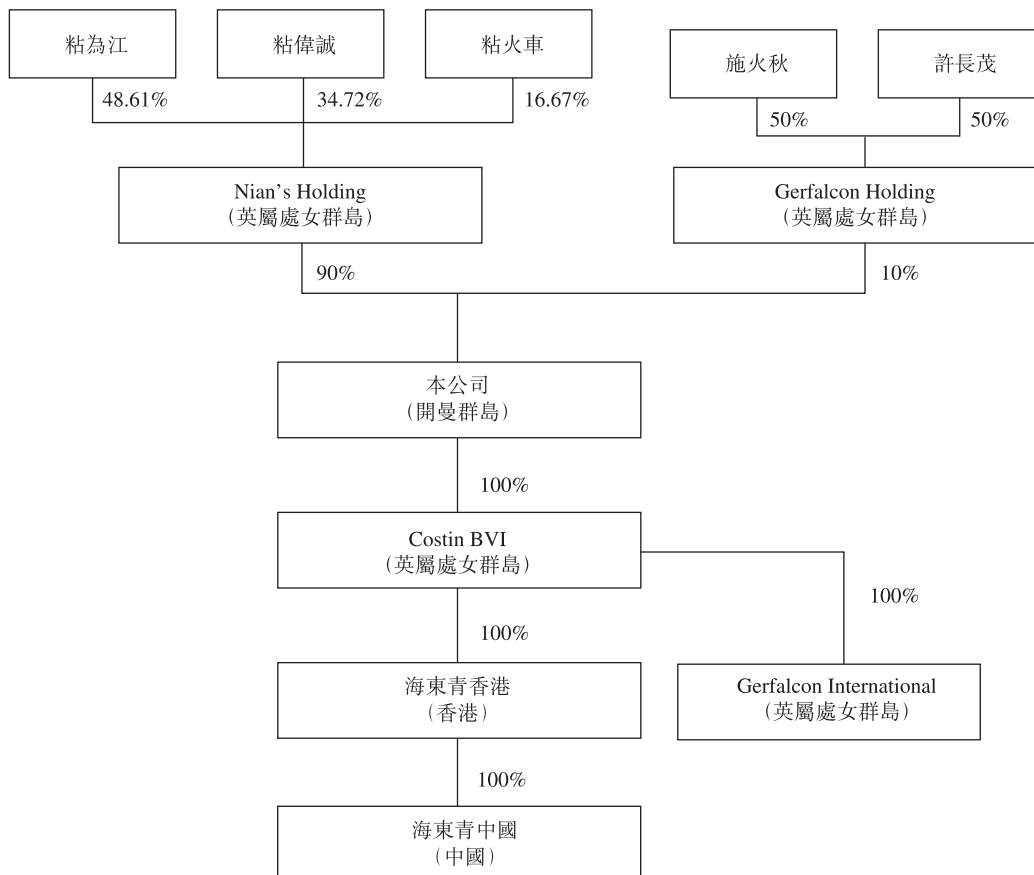 粘為江
粘偉誠
粘火車
施火秋
許長茂
48.61%
34.72%
16.67%
50%
50%
Nian's Holding
(英屬處女群島)
Gerfalcon Holding
(英屬處女群島)
90%
10%
本公司
(開曼群島)
100%
Costin BVI
(英屬處女群島)
100%
100%
海東青香港
(香港)
Gerfalcon International
(英屬處女群島)
100%
海東青中國
(中國)